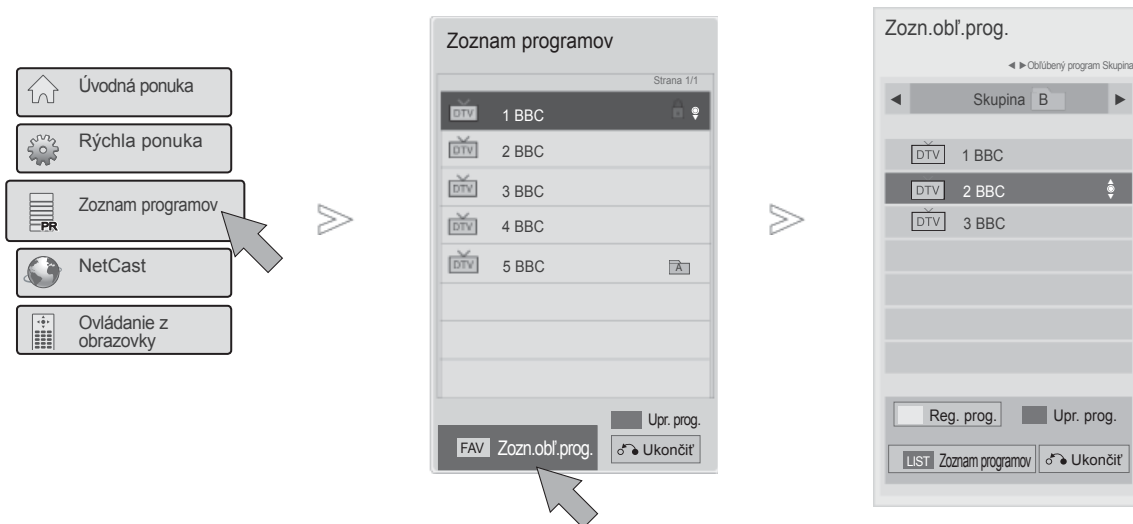 Úvodná ponuka
Rýchla ponuka
PR
Zoznam programov
NetCast
Ovládanie z
obrazovky
Zoznam programov
Strana 1/1
DTV 1 BBC
DTV 2 BBC
DTV 3 BBC
DTV 4 BBC
DTV 5 BBC A
Upr. prog.
FAV Zozn.obľ.prog.
Ukončiť
Zozn.obľ.prog.
◄ ►Obľúbený program Skupina
◄ Skupina B ►
DTV 1 BBC
DTV 2 BBC
DTV 3 BBC
Reg. prog. Upr. prog.
LIST Zoznam programov Ukončiť